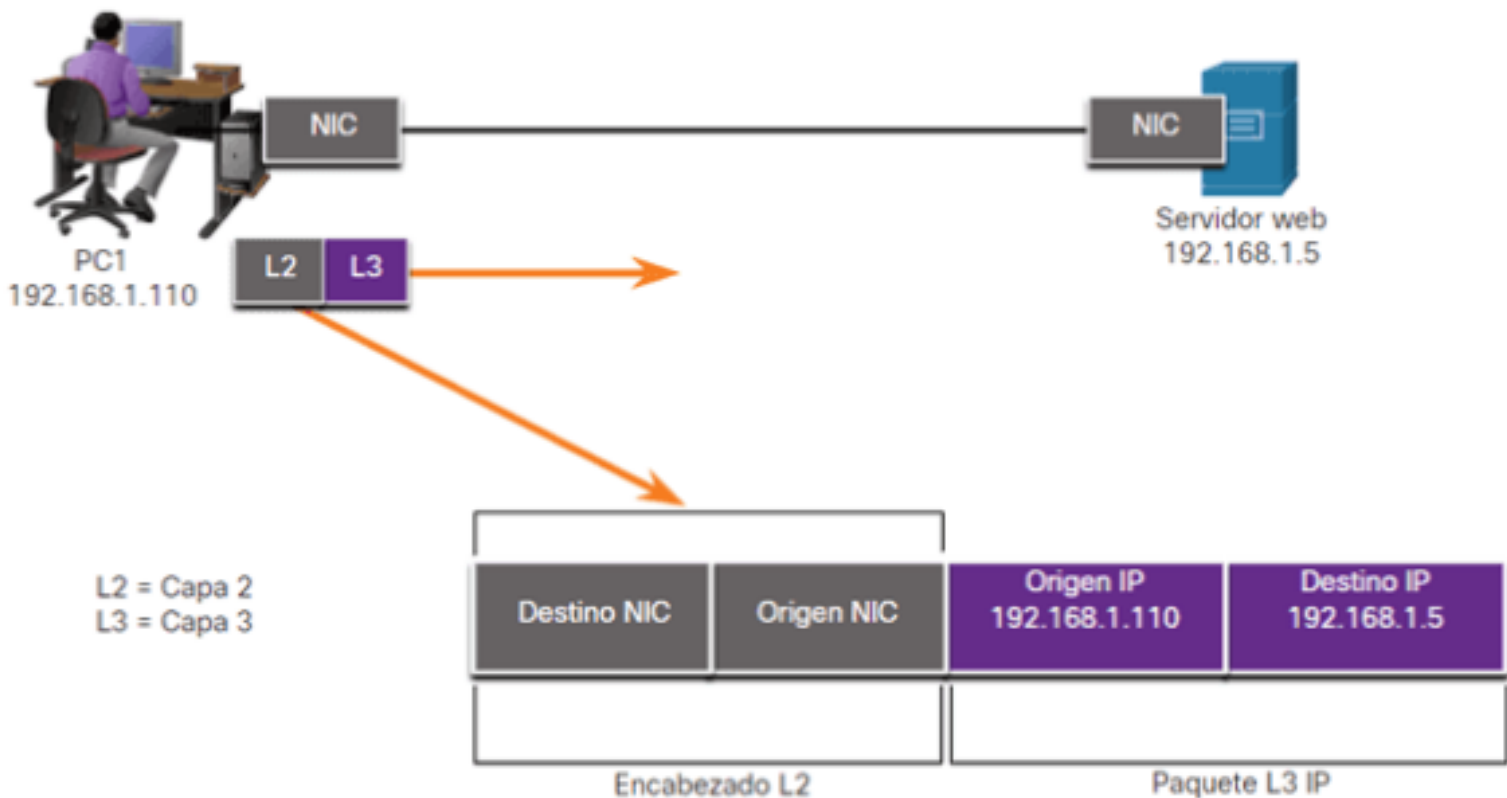 NIC
NIC
PC1
192.168.1.110
L2 L3
Servidor web
192.168.1.5
L2 = Capa 2
L3 = Capa 3
Destino NIC
Origen NIC
Origen IP
192.168.1.110
Destino IP
192.168.1.5
Encabezado L2
Paquete L3 IP